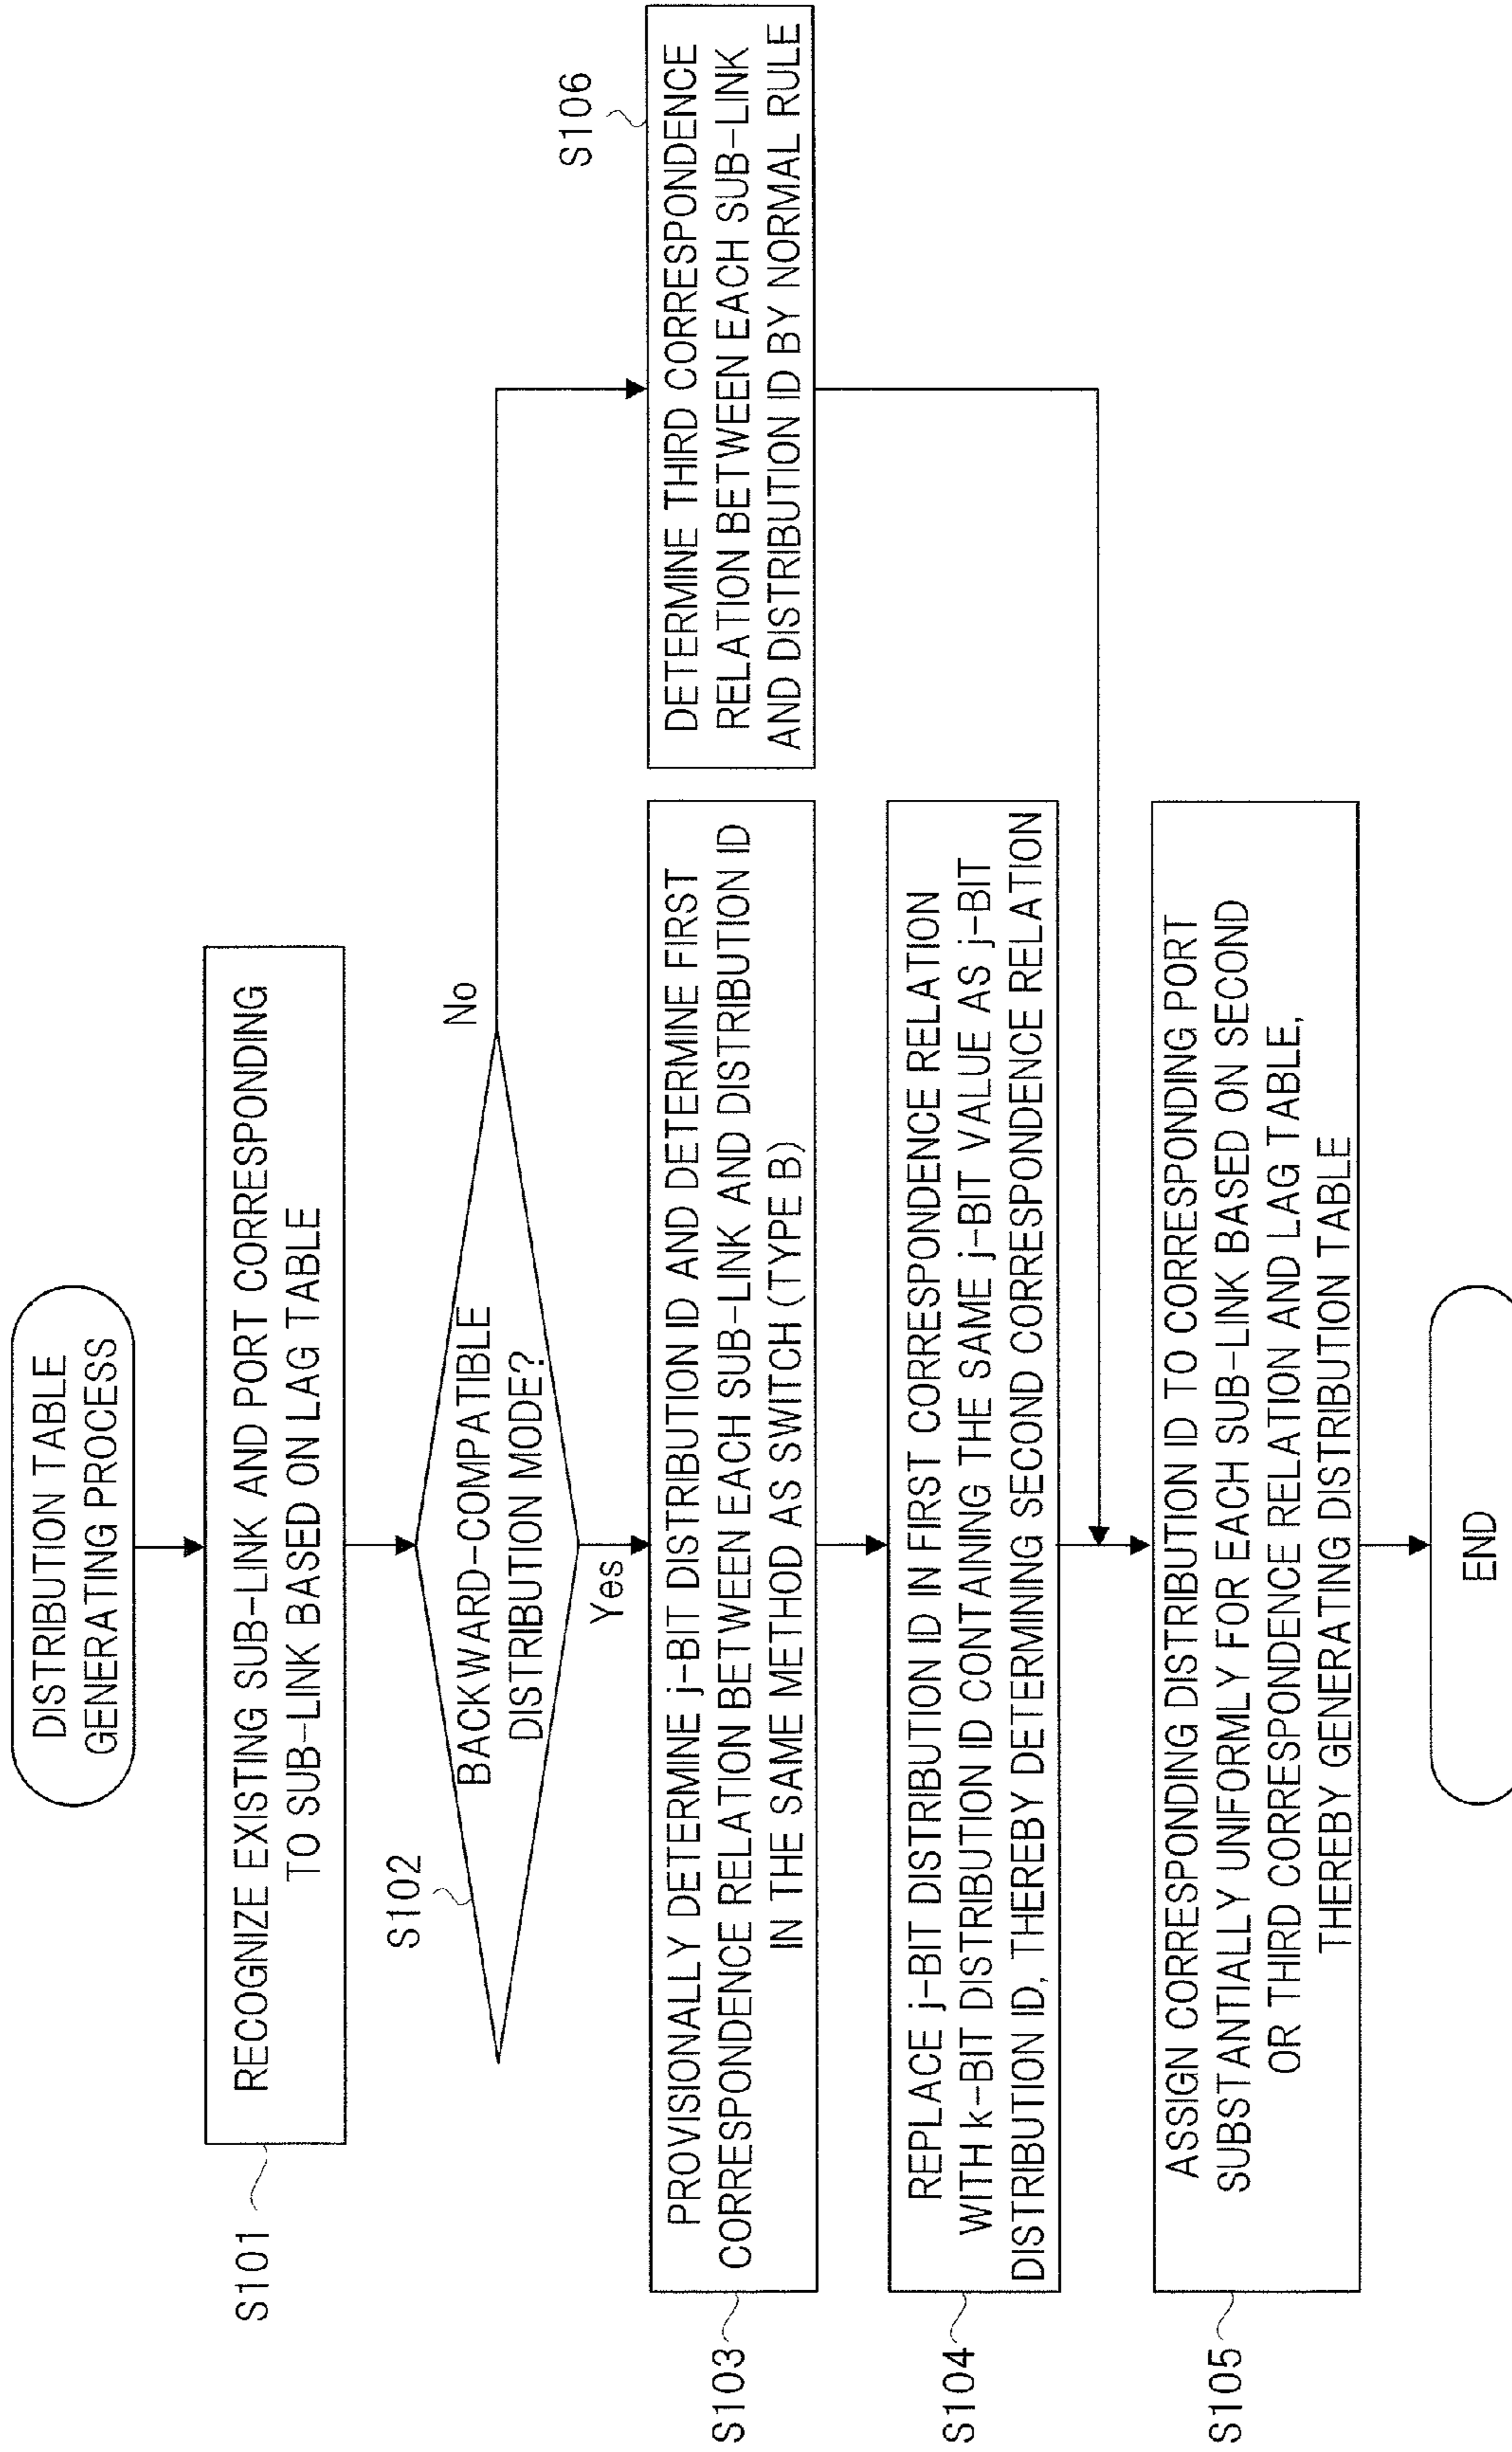 DISTRIBUTION TABLE
GENERATING PROCESS
S101
RECOGNIZE EXISTING SUB-LINK AND PORT CORRESPONDING
TO SUB-LINK BASED ON LAG TABLE
S102
BACKWARD-COMPATIBLE
DISTRIBUTION MODE?
No
Yes
S103
PROVISIONALLY DETERMINE j-BIT DISTRIBUTION ID AND DETERMINE FIRST
CORRESPONDENCE RELATION BETWEEN EACH SUB-LINK AND DISTRIBUTION ID
IN THE SAME METHOD AS SWITCH (TYPE B)
S106
DETERMINE THIRD CORRESPONDENCE
RELATION BETWEEN EACH SUB-LINK
AND DISTRIBUTION ID BY NORMAL RULE
S104
REPLACE j-BIT DISTRIBUTION ID IN FIRST CORRESPONDENCE RELATION
WITH k-BIT DISTRIBUTION ID CONTAINING THE SAME j-BIT VALUE AS j-BIT
DISTRIBUTION ID, THEREBY DETERMINING SECOND CORRESPONDENCE RELATION
S105
ASSIGN CORRESPONDING DISTRIBUTION ID TO CORRESPONDING PORT
SUBSTANTIALLY UNIFORMLY FOR EACH SUB-LINK BASED ON SECOND
OR THIRD CORRESPONDENCE RELATION AND LAG TABLE,
THEREBY GENERATING DISTRIBUTION TABLE
END